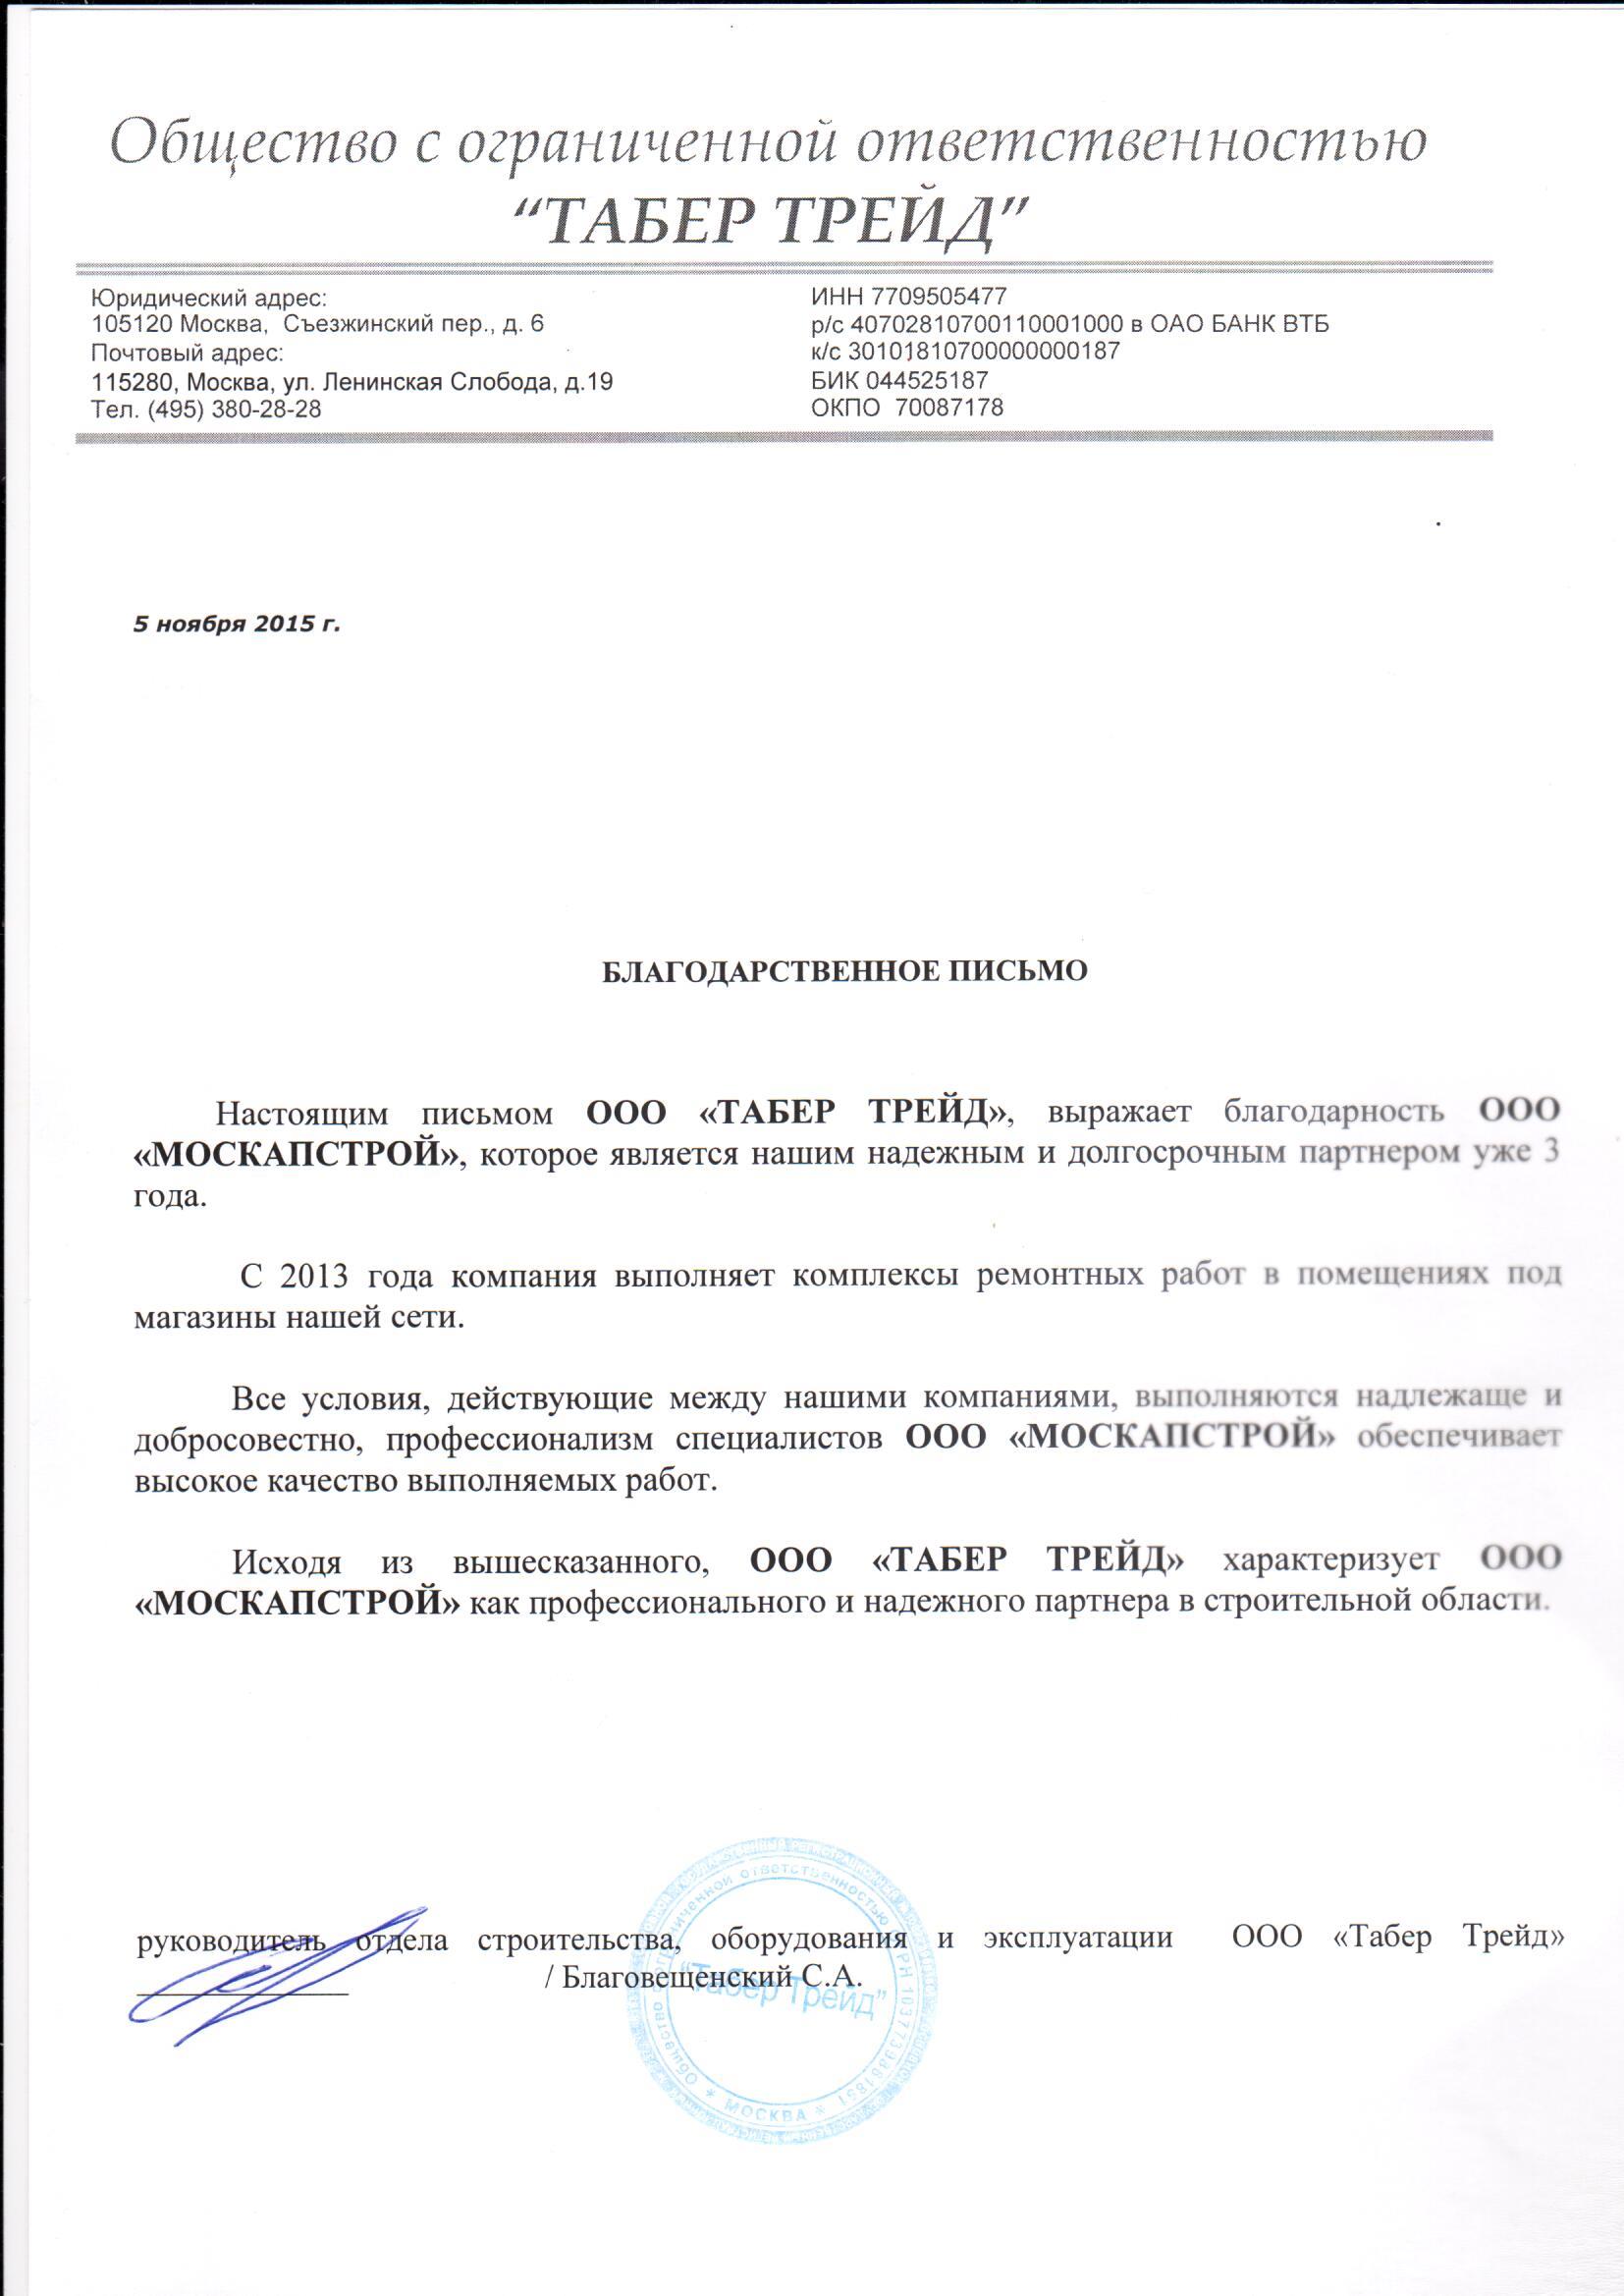 Общество с ограниченной ответственностью
“ТАБЕР ТРЕЙД”
Юридический адрес:
105120 Москва, Съезжинский пер., д. 6
Почтовый адрес:
115280, Москва, ул. Ленинская Слобода, д.19
Тел. (495) 380-28-28
ИНН 7709505477
р/с 40702810700110001000 в ОАО БАНК ВТБ
к/с 30101810700000000187
БИК 044525187
ОКПО 70087178
5 ноября 2015 г.
БЛАГОДАРСТВЕННОЕ ПИСЬМО
Настоящим письмом ООО «ТАБЕР ТРЕЙД», выражает благодарность ООО
«МОСКАПСТРОЙ», которое является нашим надежным и долгосрочным партнером уже 3
года.
С 2013 года компания выполняет комплексы ремонтных работ в помещениях под
магазины нашей сети.
Все условия, действующие между нашими компаниями, выполняются надлежаще и
добросовестно, профессионализм специалистов ООО «МОСКАПСТРОЙ» обеспечивает
высокое качество выполняемых работ.
Исходя из вышесказанного, ООО «ТАБЕР ТРЕЙД» характеризует ООО
«МОСКАПСТРОЙ» как профессионального и надежного партнера в строительной области.
руководитель отдела строительства, оборудования и эксплуатации ООО «Табер Трейд»
/ Благовещенский С.А.
Общество с ограниченной ответственностью
“Табер Трейд”
* МОСКВА *